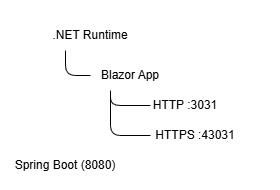 .NET Runtime
Blazor App
HTTP :3031
HTTPS :43031
Spring Boot (8080)